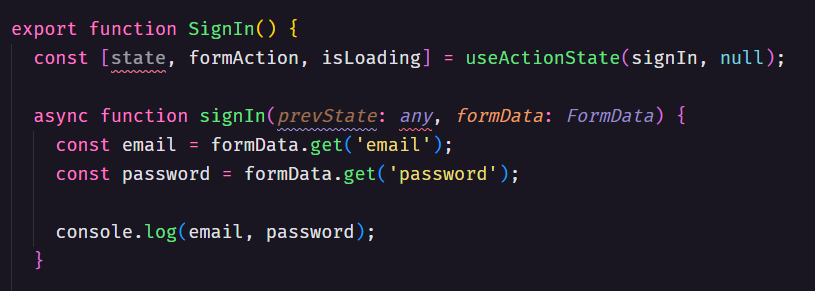 export function SignIn() {
const [state, formAction, isLoading] = useActionState(signIn, null);
async function signIn(prevState: any, formData: FormData) {
const email = formData.get('email');
const password = formData.get('password');
console.log(email, password);
}